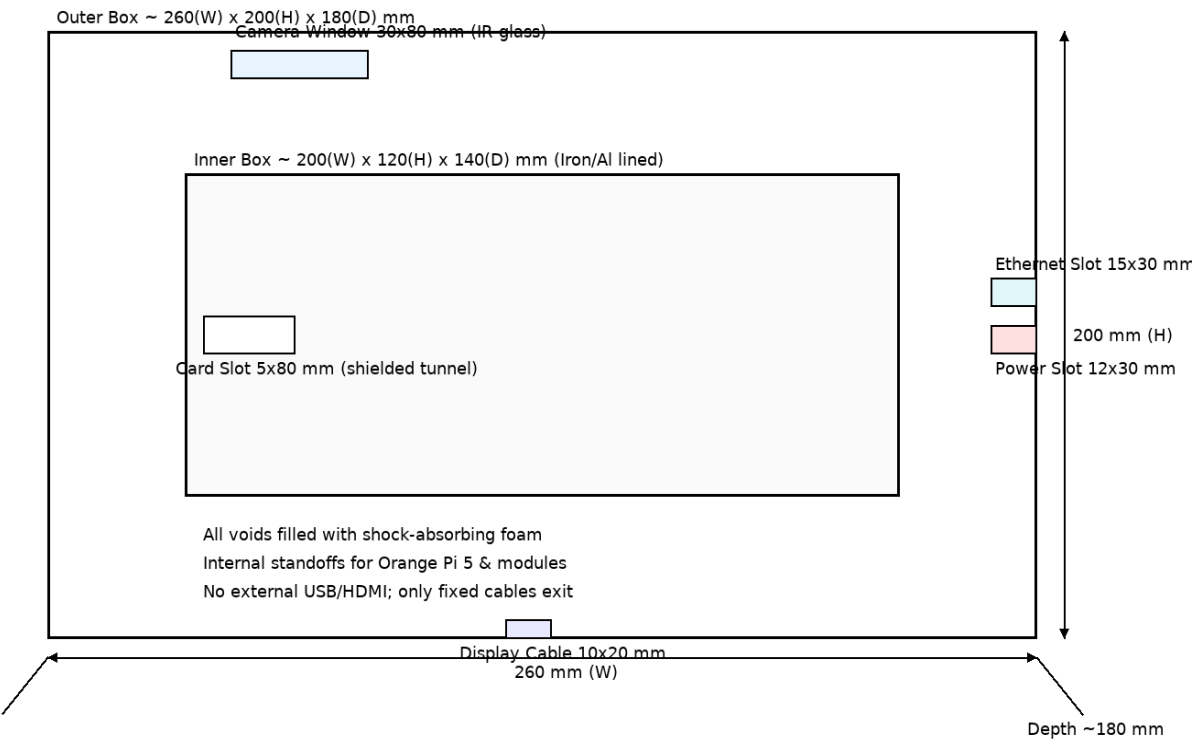 Outer Box ~ 260(W) x 200(H) x 180(D) mm
Camera Window 30x80 mm (IR glass)
Inner Box ~ 200(W) x 120(H) x 140(D) mm (Iron/Al lined)
Ethernet Slot 15x30 mm
200 mm (H)
Card Slot 5x80 mm (shielded tunnel)
Power Slot 12x30 mm
All voids filled with shock-absorbing foam
Internal standoffs for Orange Pi 5 & modules
No external USB/HDMI; only fixed cables exit
Display Cable 10x20 mm
260 mm (W)
Depth ~180 mm